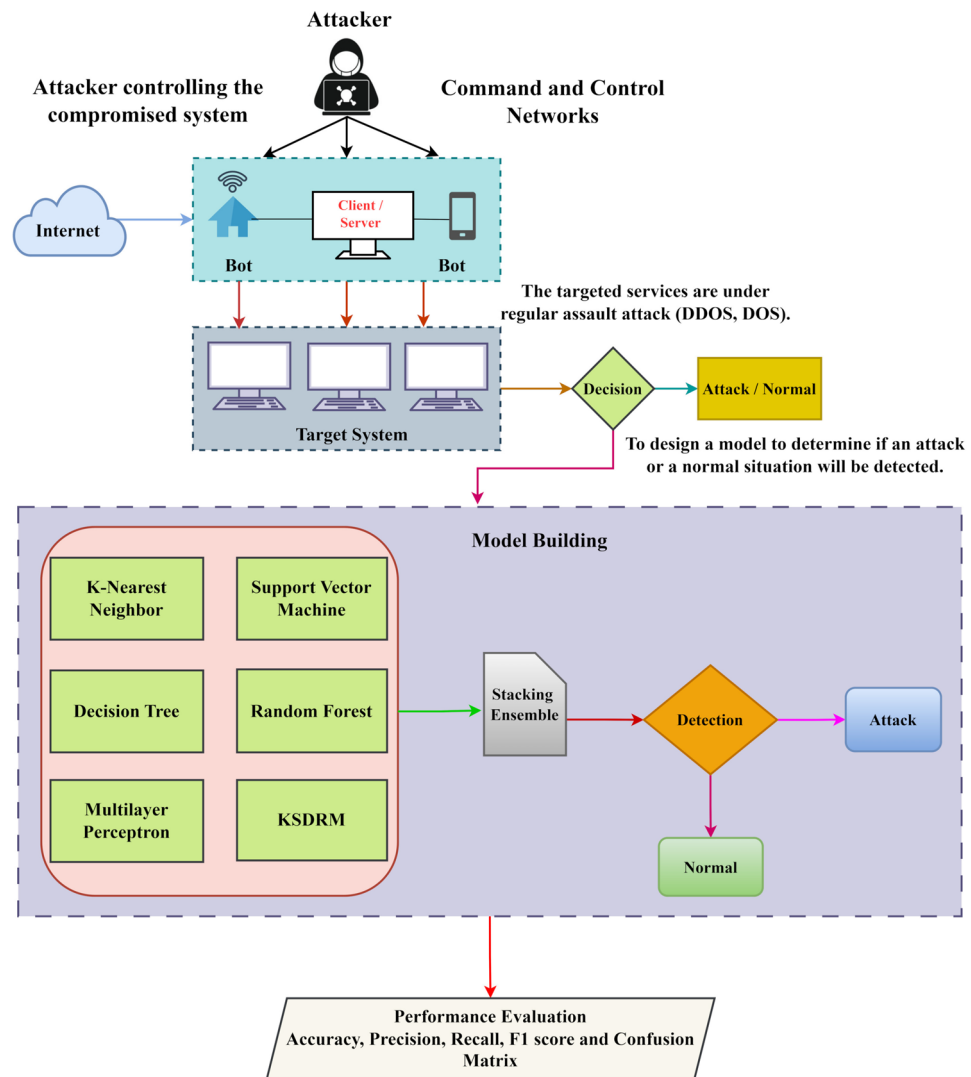 Attacker
Attacker controlling the
compromised system
Command and Control
Networks
Internet
Client /
Server
Bot
Bot
The targeted services are under
regular assault attack (DDOS, DOS).
Target System
Decision
Attack / Normal
To design a model to determine if an attack
or a normal situation will be detected.
Model Building
K-Nearest
Neighbor
Support Vector
Machine
Decision Tree
Random Forest
Multilayer
Perceptron
KSDRM
Stacking
Ensemble
Detection
Attack
Normal
Performance Evaluation
Accuracy, Precision, Recall, F1 score and Confusion
Matrix